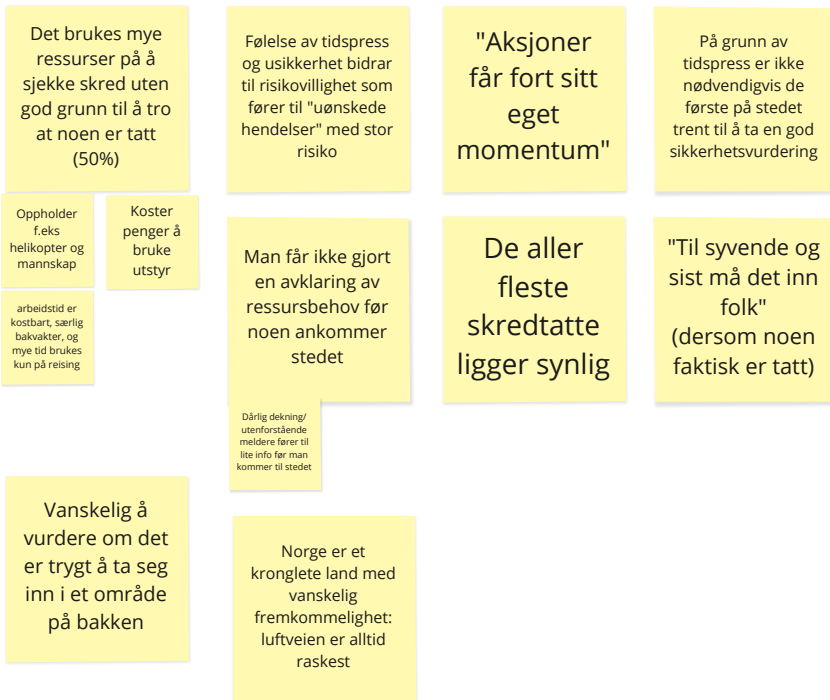 Det brukes mye
ressurser på å
sjekke skred uten
god grunn til å tro
at noen er tatt
(50%)
Følelse av tidspress
og usikkerhet bidrar
til risikovillighet som
fører til "uønskede
hendelser" med stor
risiko
"Aksjoner
får fort sitt
eget
momentum"
På grunn av
tidspress er ikke
nødvendigvis de
første på stedet
trent til å ta en god
sikkerhetsvurdering
Oppholder
f.eks
helikopter og
mannskap
Koster
penger å
bruke
utstyr
arbeidstid er
kostbart, særlig
bakvakter, og
mye tid brukes
kun på reising
Man får ikke gjort
en avklaring av
ressursbehov før
noen ankommer
stedet
De aller
fleste
skredtatte
ligger synlig
"Til syvende og
sist må det inn
folk"
(dersom noen
faktisk er tatt)
Dårlig dekning/
utenforstående
meldere fører til
lite info før man
kommer til stedet
Vanskelig å
vurdere om det
er trygt å ta seg
inn i et område
på bakken
Norge er et
kronglete land med
vanskelig
fremkommelighet:
luftveien er alltid
raskest